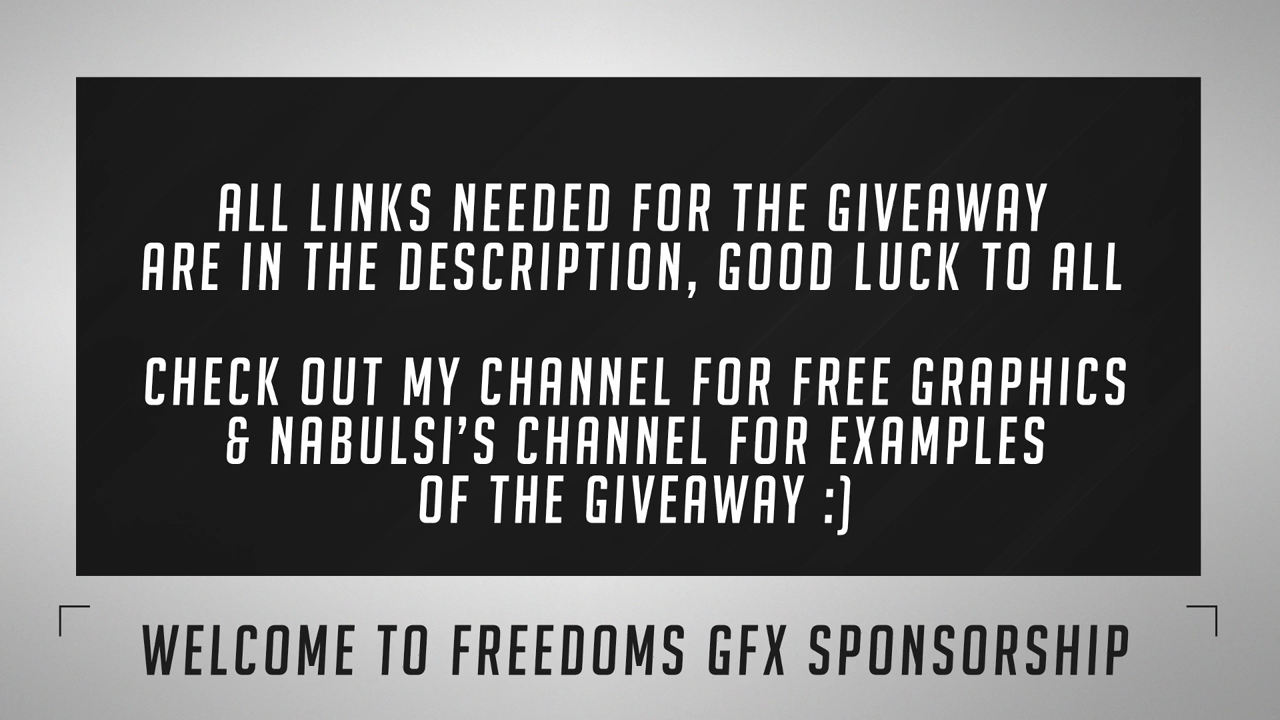 ALL LINKS NEEDED FOR THE GIVEAWAY
ARE IN THE DESCRIPTION, GOOD LUCK TO ALL
CHECK OUT MY CHANNEL FOR FREE GRAPHICS
& NABULSI'S CHANNEL FOR EXAMPLES
OF THE GIVEAWAY :)
WELCOME TO FREEDOMS GFX SPONSORSHIP